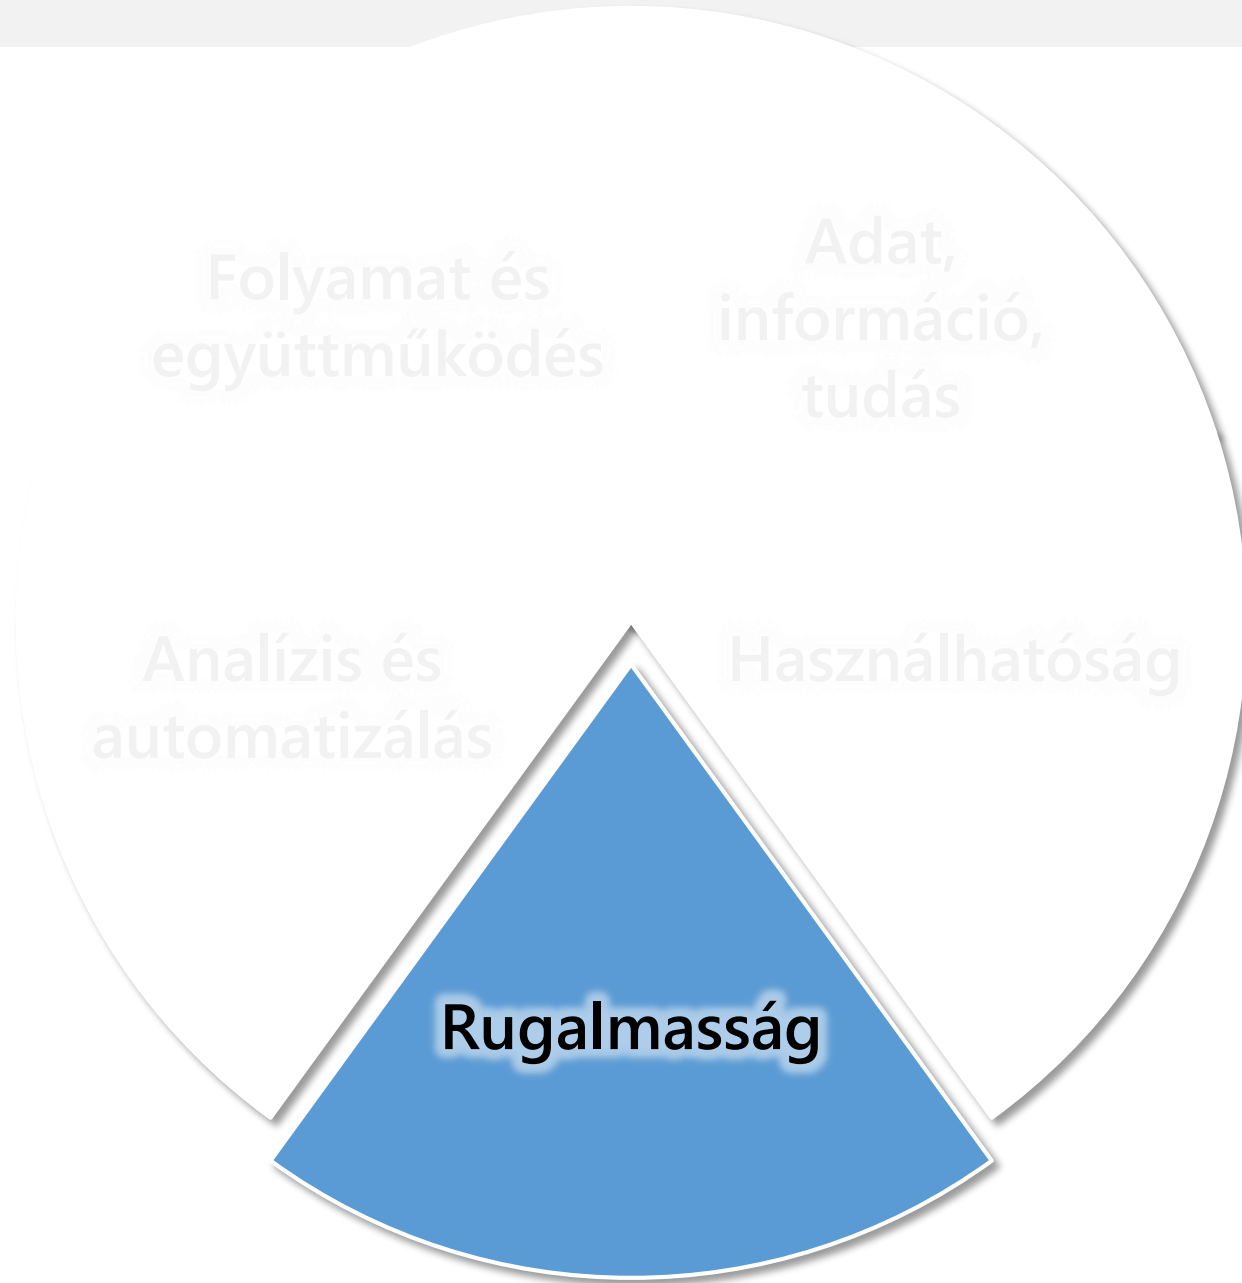 Folyamat és
együttműködés
Adat,
információ,
tudás
Analízis és
automatizálás
Használhatóság
Rugalmasság